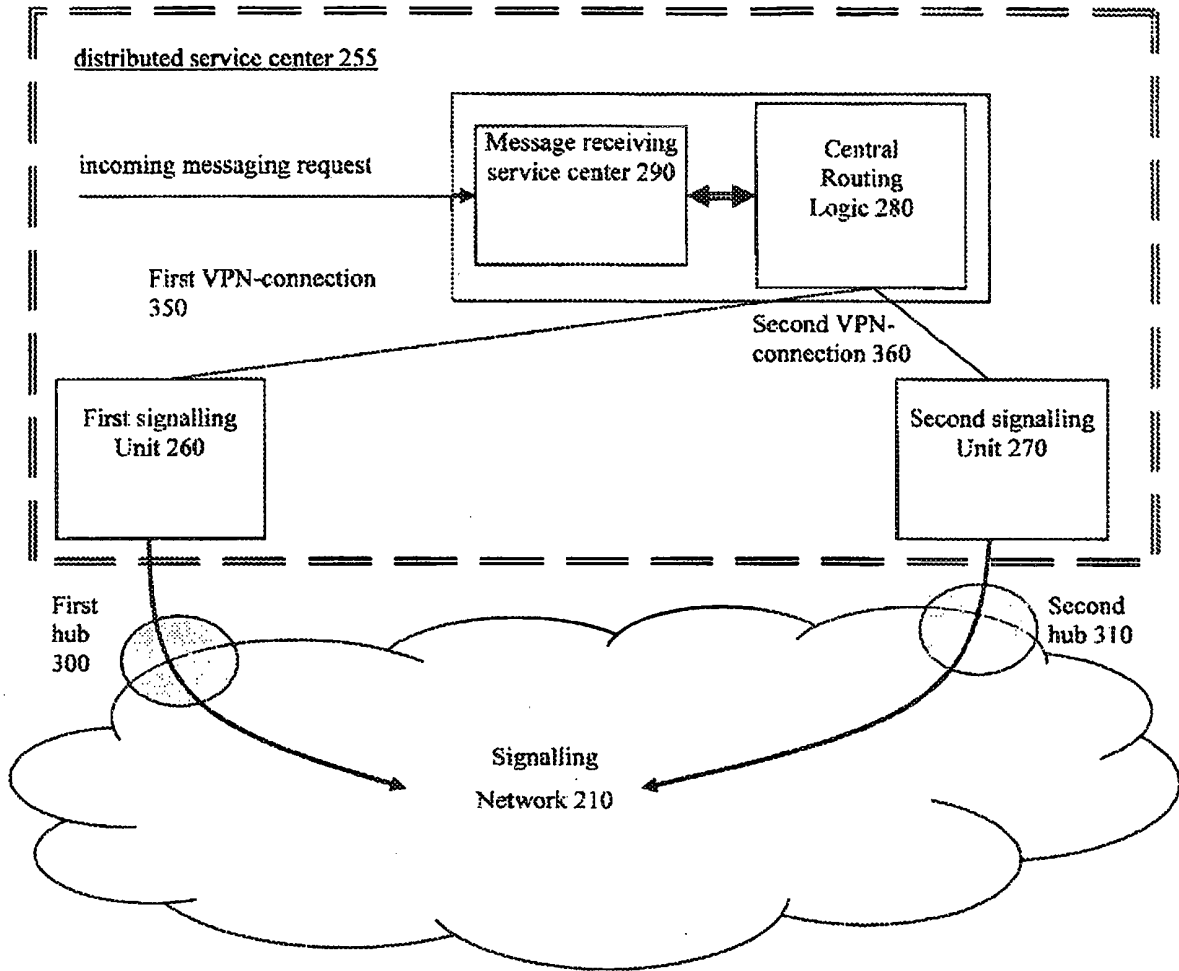 distributed service center 255
Message receiving
service center 290
Central
Routing
Logic 280
incoming messaging request
First VPN-connection
350
Second VPN-
connection 360
First signalling
Unit 260
Second signalling
Unit 270
First
hub
300
Second
hub 310
Signalling
Network 210